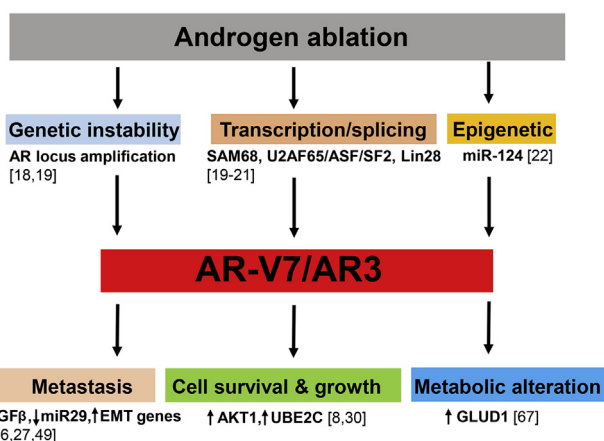 Androgen ablation
Genetic instability
AR locus amplification
[18,19]
Transcription/splicing
SAM68, U2AF65/ASF/SF2, Lin28
[19-21]
Epigenetic
miR-124 [22]
AR-V7/AR3
Metastasis
GFβ,↓miR29,↑EMT genes
6,27,49]
Cell survival & growth
↑AKT1,↑UBE2C [8,30]
Metabolic alteration
↑ GLUD1 [67]